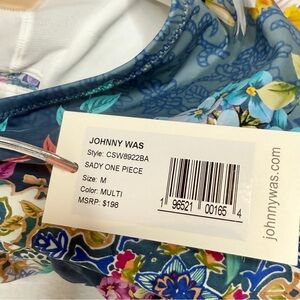 JOHNNY WAS
Style: CSW8922BA
SADY ONE PIECE
Size: M
Color: MULTI
MSRP: $198
1 96521 00165 4
johnnywas.com